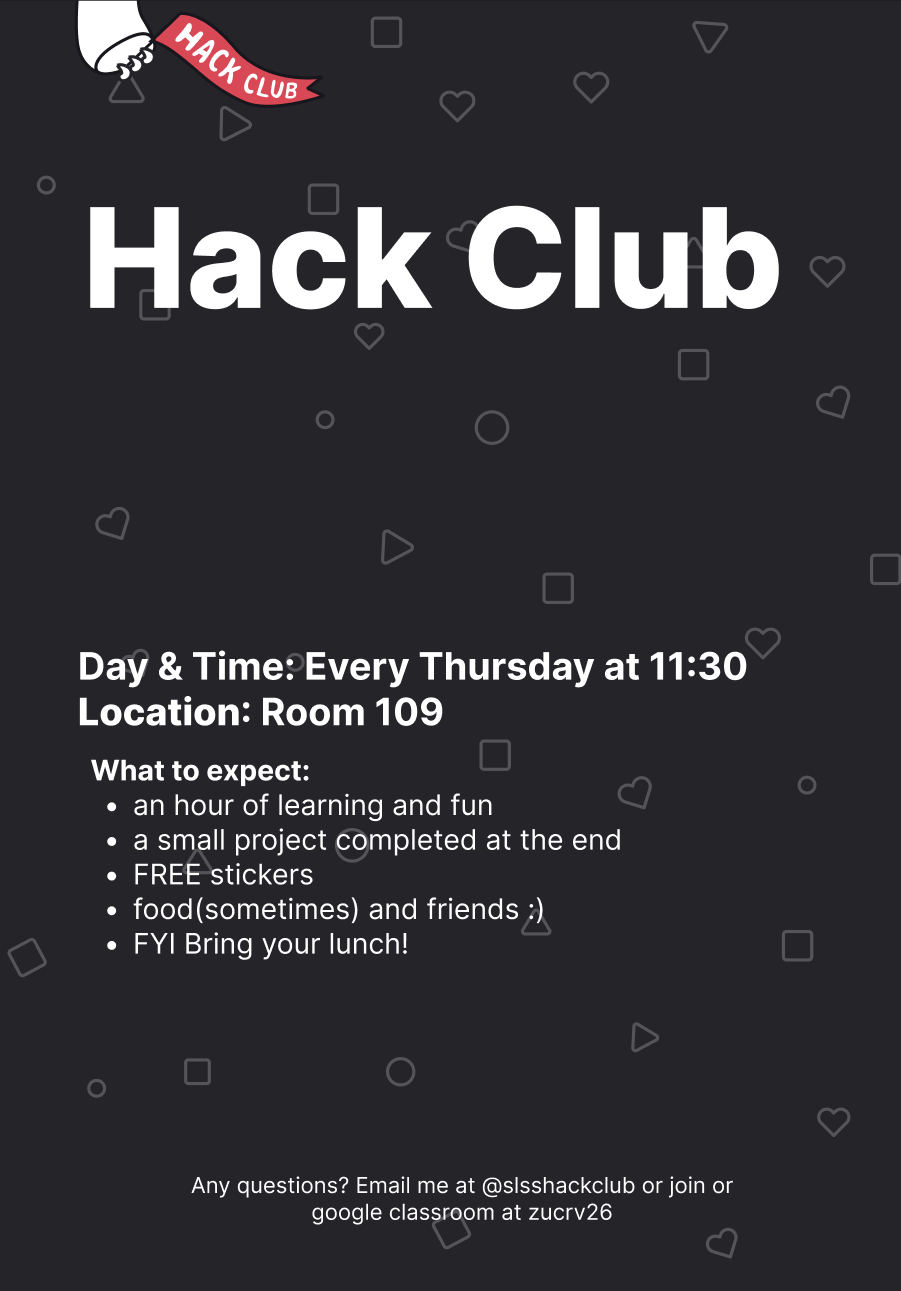 HACK CLUB
Hack Club
Day & Time: Every Thursday at 11:30
Location: Room 109
What to expect:
• an hour of learning and fun
• a small project completed at the end
• FREE stickers
• food(sometimes) and friends :)
• FYI Bring your lunch!
Any questions? Email me at @slsshackclub or join or
google classroom at zucrv26